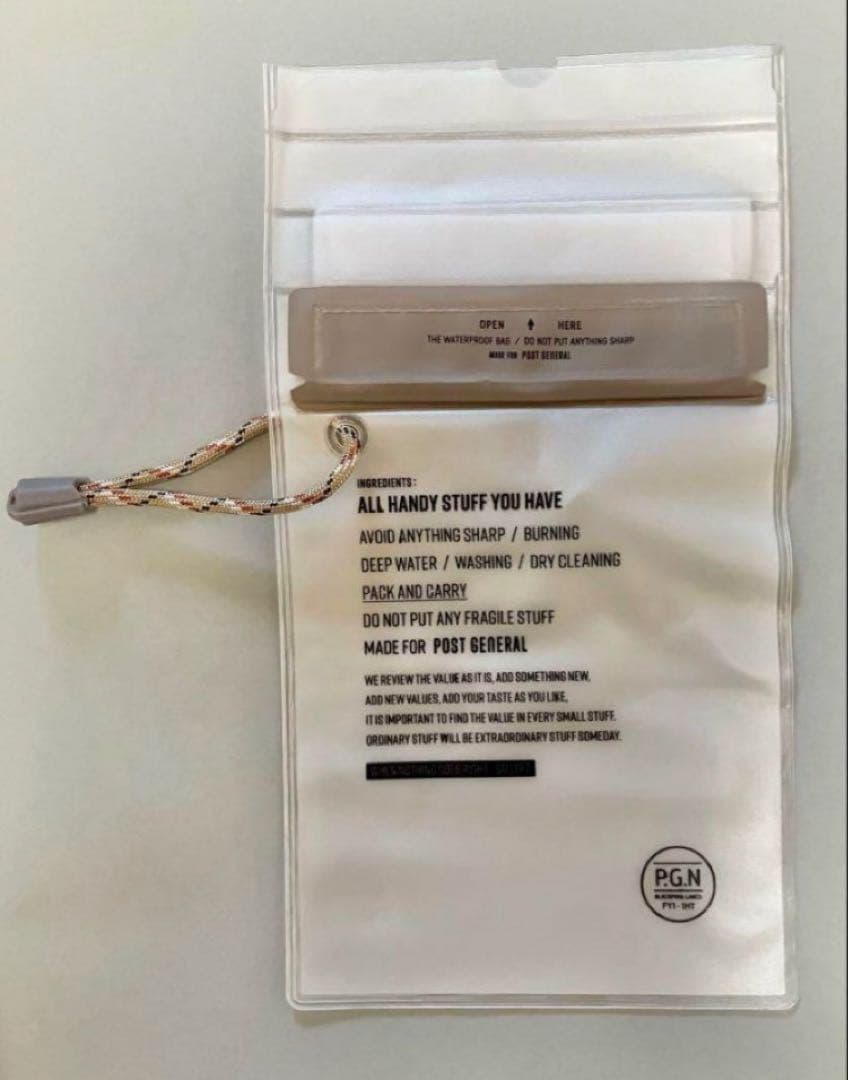 OPEN ⬆ HERE
THE WATERPROOF BAG / DO NOT PUT ANYTHING SHARP
MADE FOR POST GENERAL
INGREDIENTS :
ALL HANDY STUFF YOU HAVE
AVOID ANYTHING SHARP / BURNING
DEEP WATER / WASHING / DRY CLEANING
PACK AND CARRY
DO NOT PUT ANY FRAGILE STUFF
MADE FOR POST GENERAL
WE REVIEW THE VALUE AS IT IS, ADD SOMETHING NEW,
ADD NEW VALUES, ADD YOUR TASTE AS YOU LIKE,
IT IS IMPORTANT TO FIND THE VALUE IN EVERY SMALL STUFF.
ORDINARY STUFF WILL BE EXTRAORDINARY STUFF SOMEDAY.
P.G.N